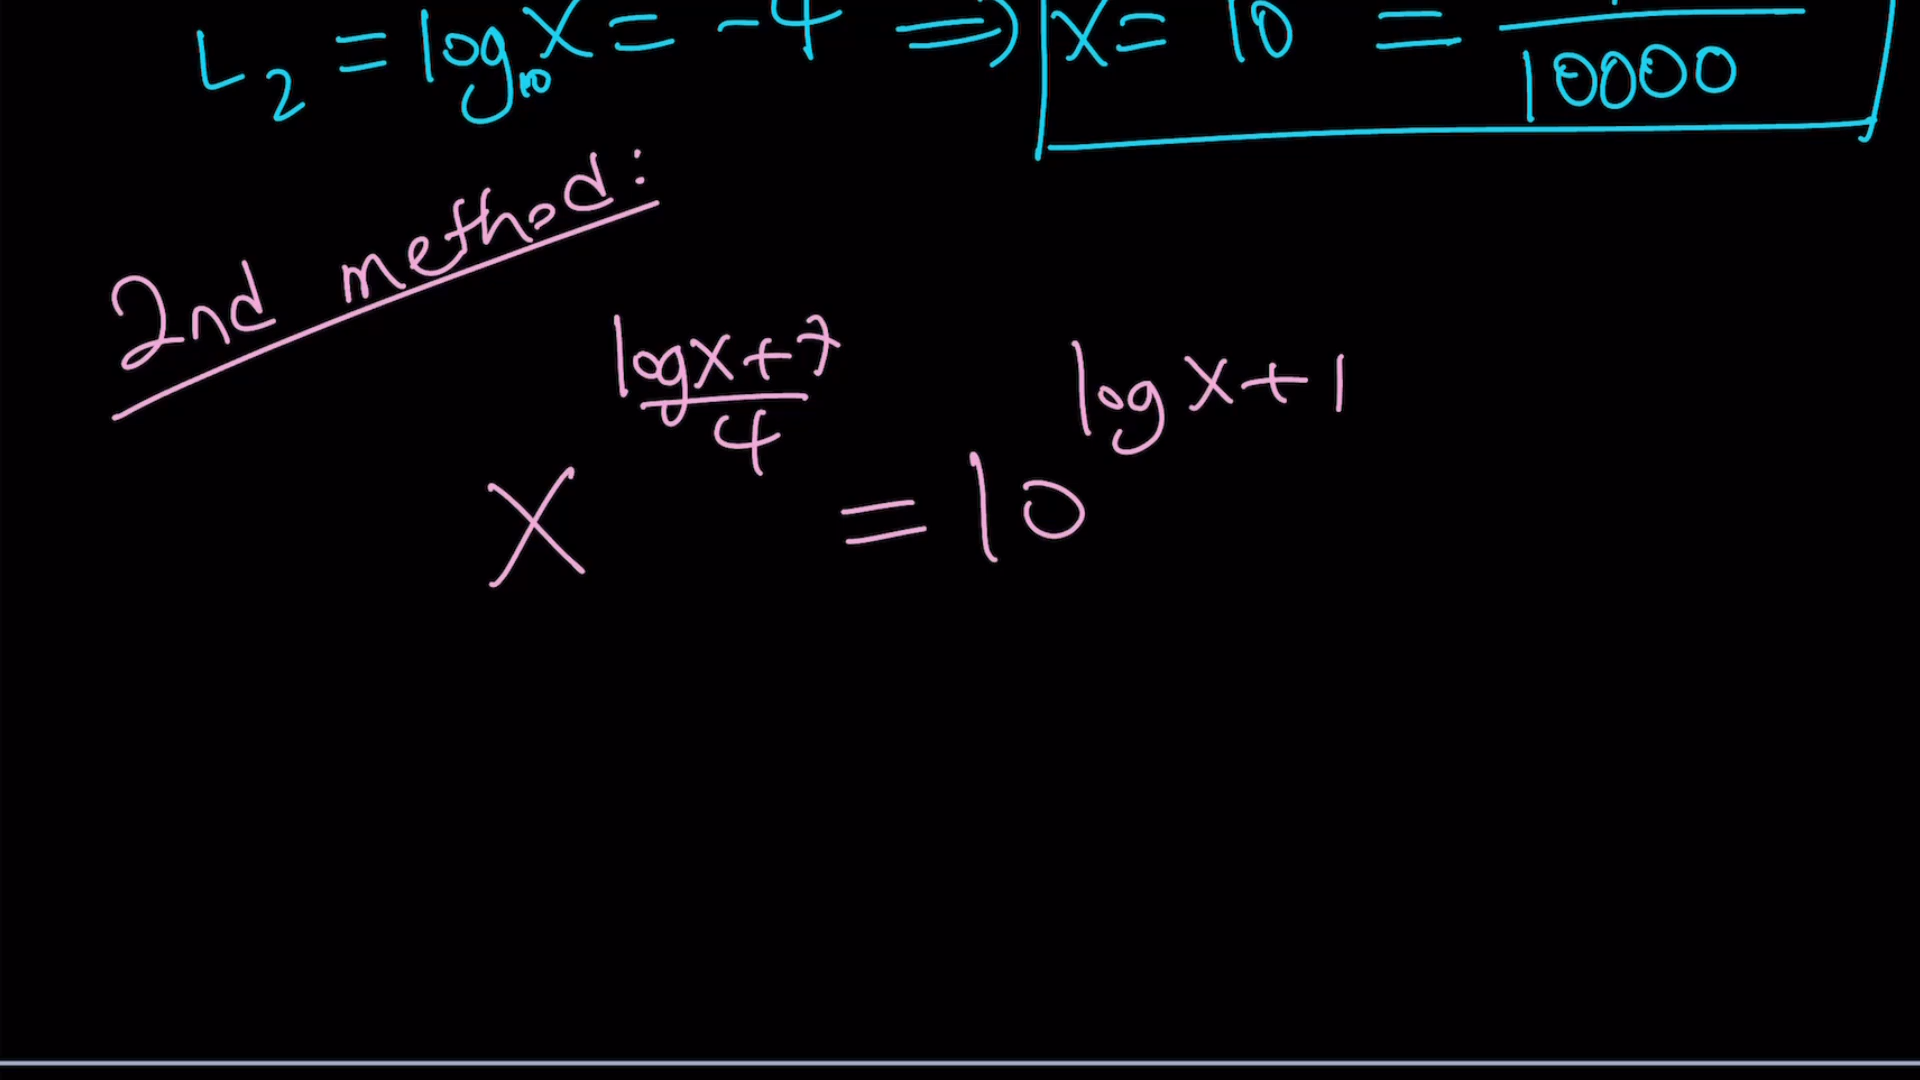 L₂ = log₁₀ x = -4 ⇒ x = 10 = ─ 10000
2nd method:
x^((log x + 7)/4) = 10^(log x + 1)